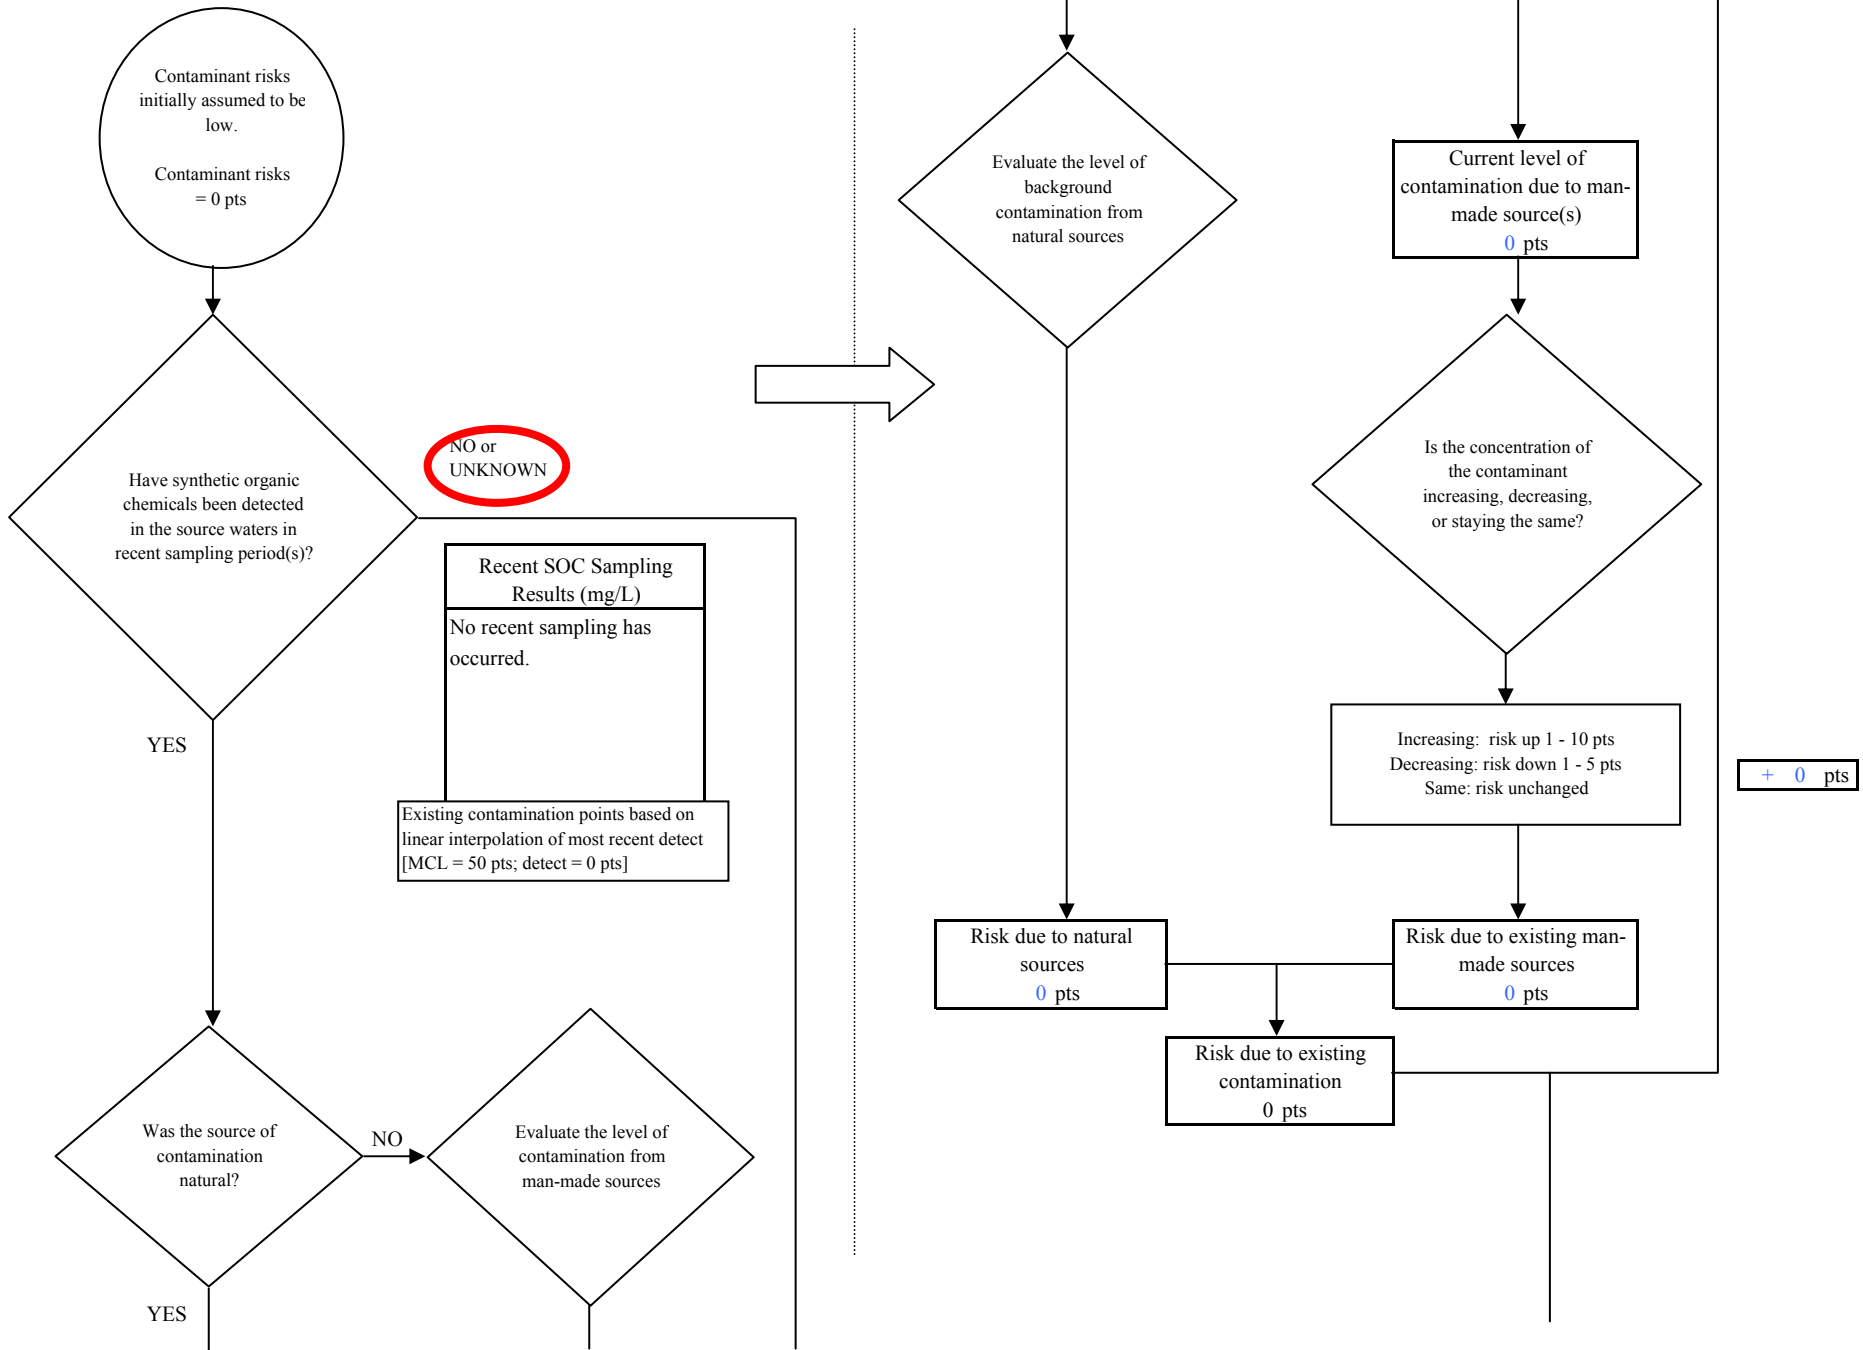 Contaminant risks
initially assumed to be
low.
Contaminant risks
= 0 pts
Have synthetic organic
chemicals been detected
in the source waters in
recent sampling period(s)?
NO or
UNKNOWN
Recent SOC Sampling
Results (mg/L)
No recent sampling has
occurred.
Existing contamination points based on
linear interpolation of most recent detect
[MCL = 50 pts; detect = 0 pts]
YES
Was the source of
contamination
natural?
NO
Evaluate the level of
contamination from
man-made sources
YES
Evaluate the level of
background
contamination from
natural sources
Current level of
contamination due to man-
made source(s)
0 pts
Is the concentration of
the contaminant
increasing, decreasing,
or staying the same?
Increasing: risk up 1 - 10 pts
Decreasing: risk down 1 - 5 pts
Same: risk unchanged
+ 0 pts
Risk due to natural
sources
0 pts
Risk due to existing man-
made sources
0 pts
Risk due to existing
contamination
0 pts